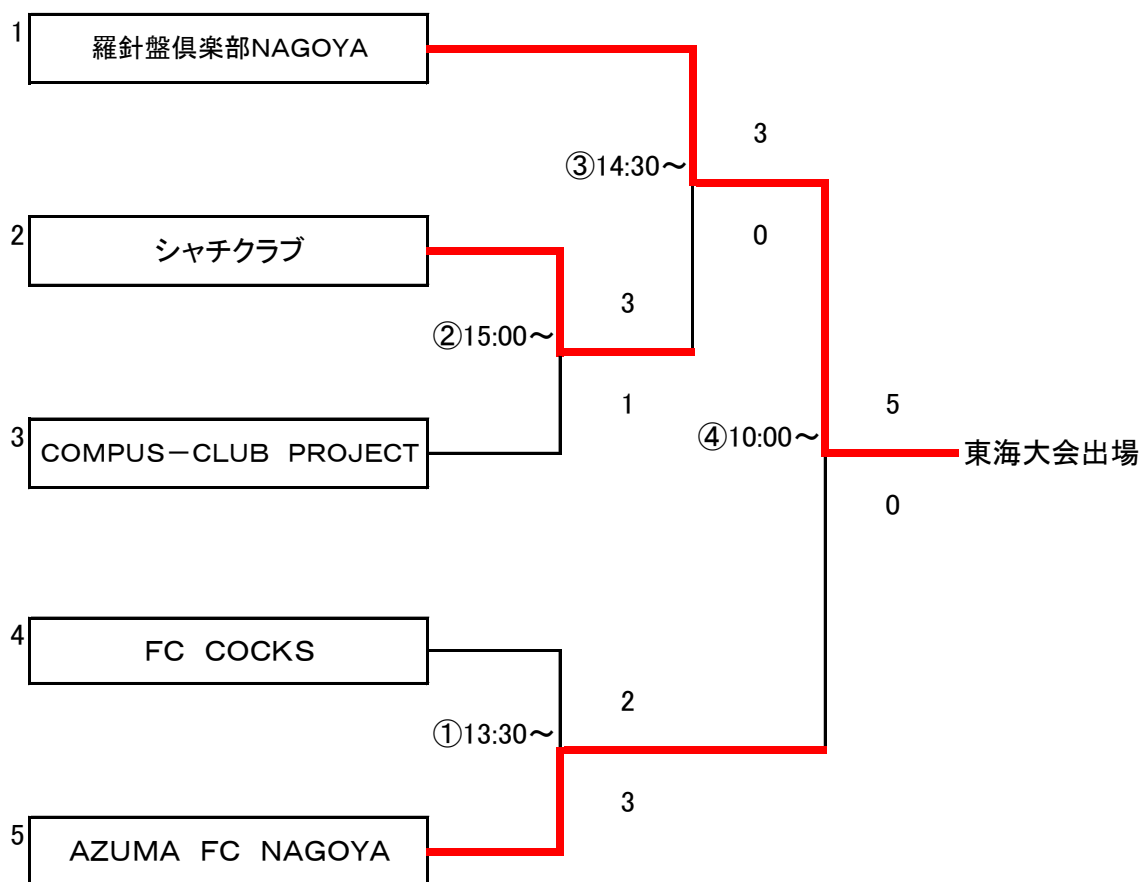 1
羅針盤倶楽部NAGOYA
3
③14:30～
0
2
シャチクラブ
3
②15:00～
1
5
3
COMPUS－CLUB PROJECT
④10:00～
東海大会出場
0
4
FC COCKS
2
①13:30～
3
5
AZUMA FC NAGOYA